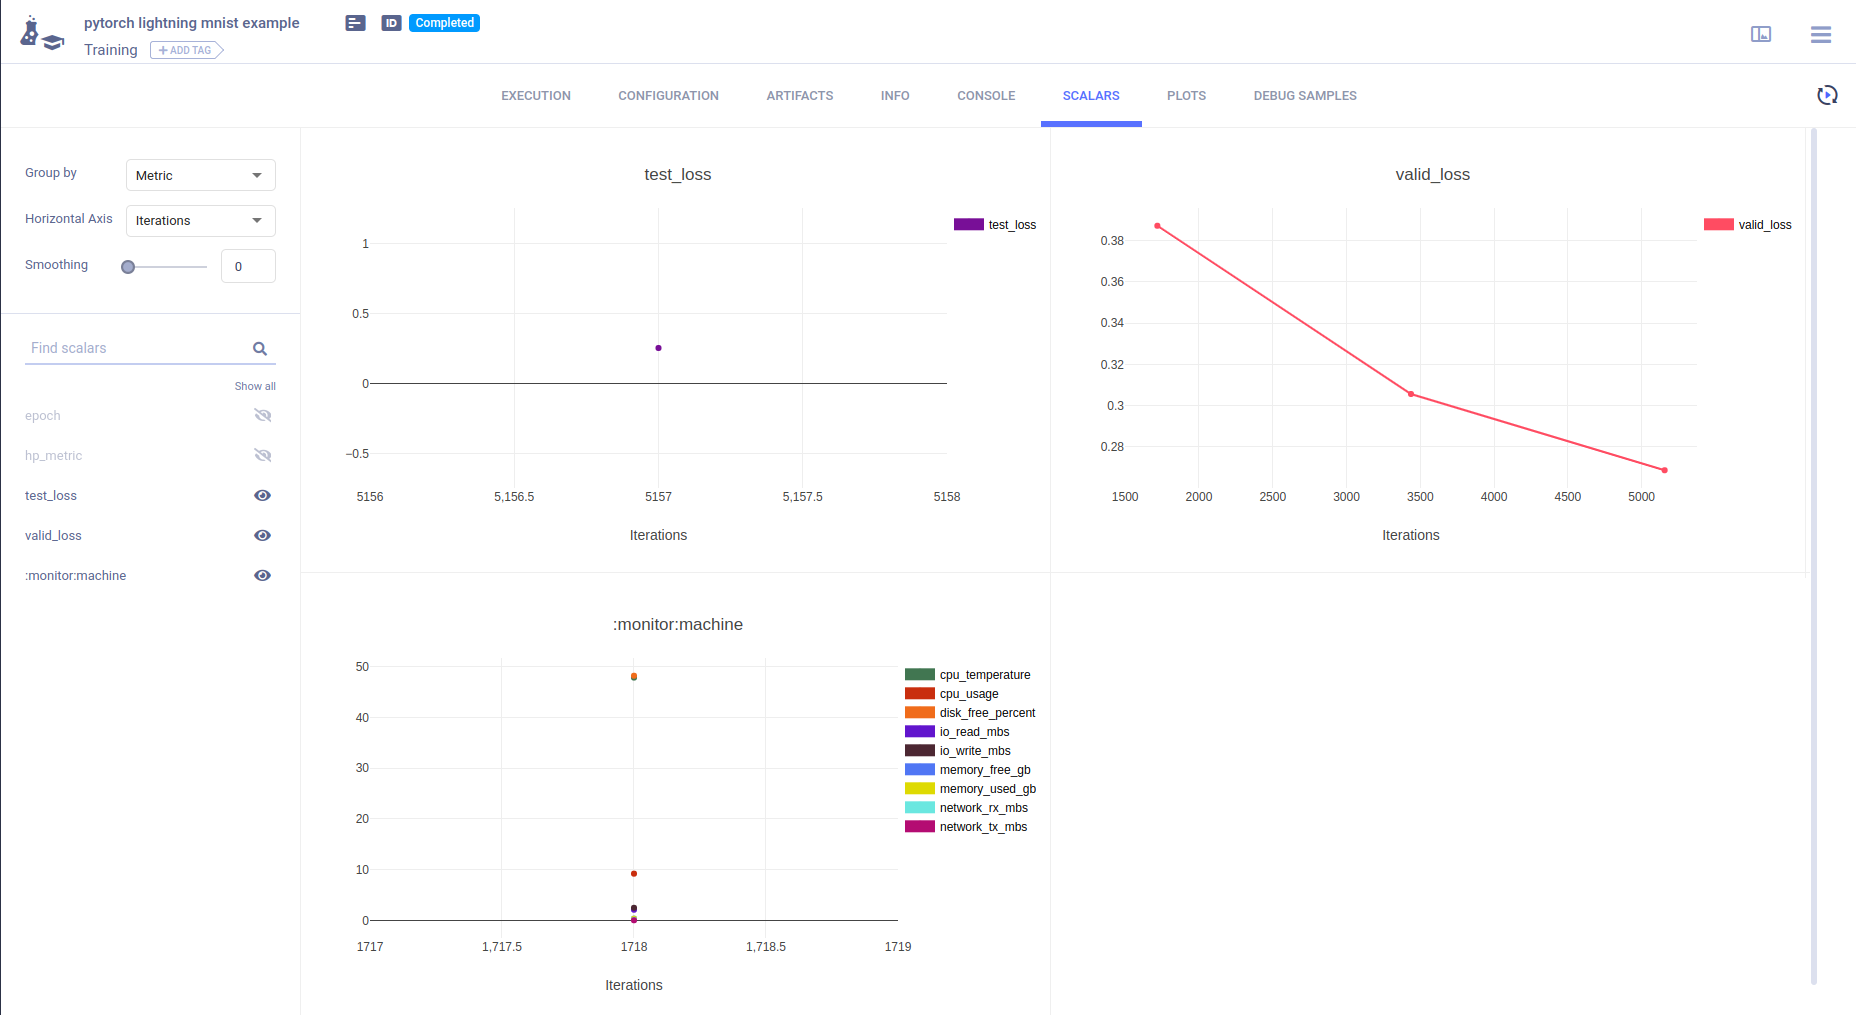 pytorch lightning mnist example
ID
Completed
Training
ADD TAG
EXECUTION
CONFIGURATION
ARTIFACTS
INFO
CONSOLE
SCALARS
PLOTS
DEBUG SAMPLES
Group by
Metric
Horizontal Axis
Iterations
Smoothing
0
Find scalars
Show all
epoch
hp_metric
test_loss
valid_loss
:monitor:machine
test_loss
test_loss
1
0.5
0
−0.5
5156
5,156.5
5157
5,157.5
5158
Iterations
valid_loss
valid_loss
0.38
0.36
0.34
0.32
0.3
0.28
1500
2000
2500
3000
3500
4000
4500
5000
Iterations
:monitor:machine
50
40
30
20
10
0
1717
1,717.5
1718
1,718.5
1719
Iterations
cpu_temperature
cpu_usage
disk_free_percent
io_read_mbs
io_write_mbs
memory_free_gb
memory_used_gb
network_rx_mbs
network_tx_mbs